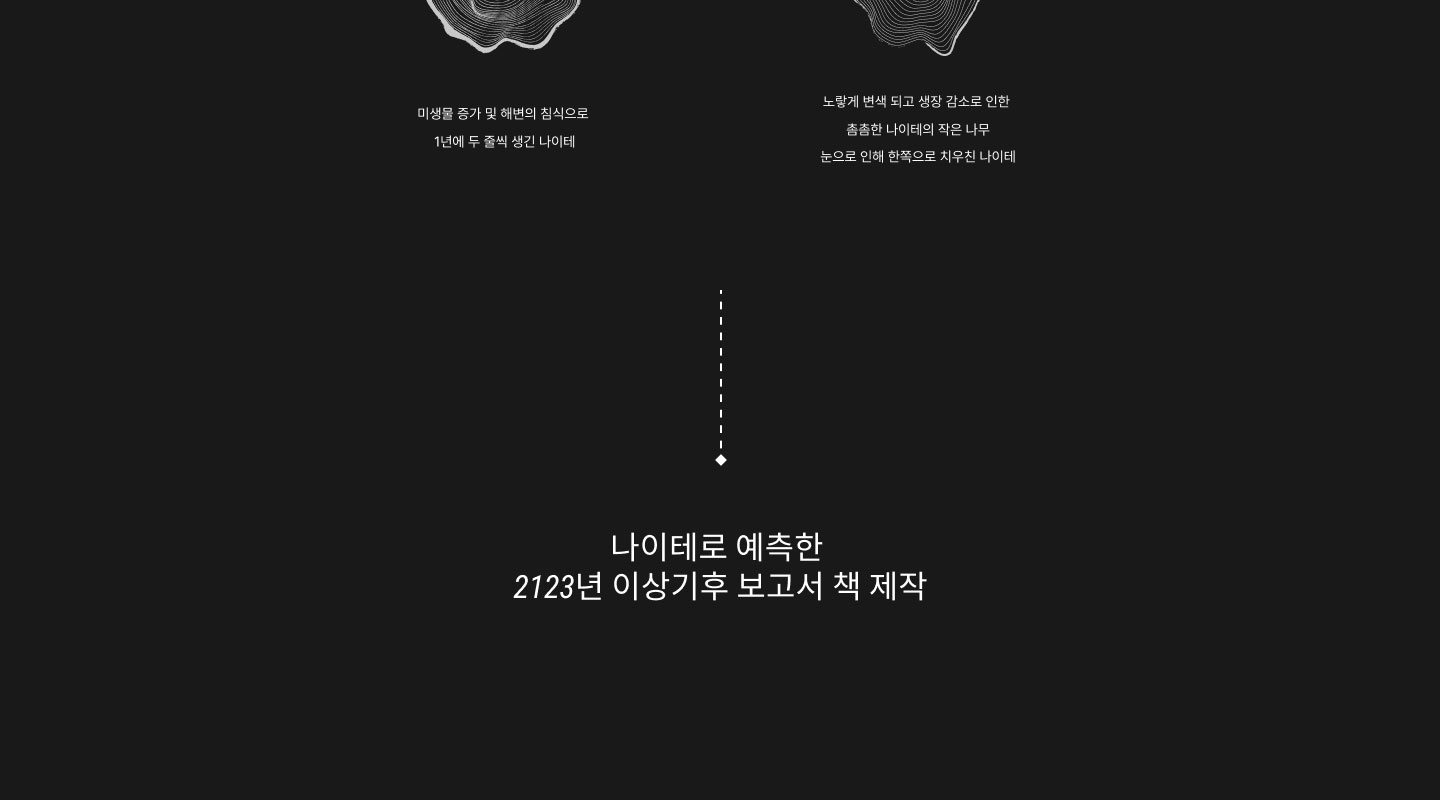 미생물 증가 및 해변의 침식으로
1년에 두 줄씩 생긴 나이테
노랗게 변색 되고 생장 감소로 인한
촘촘한 나이테의 작은 나무
눈으로 인해 한쪽으로 치우친 나이테
나이테로 예측한
2123년 이상기후 보고서 책 제작